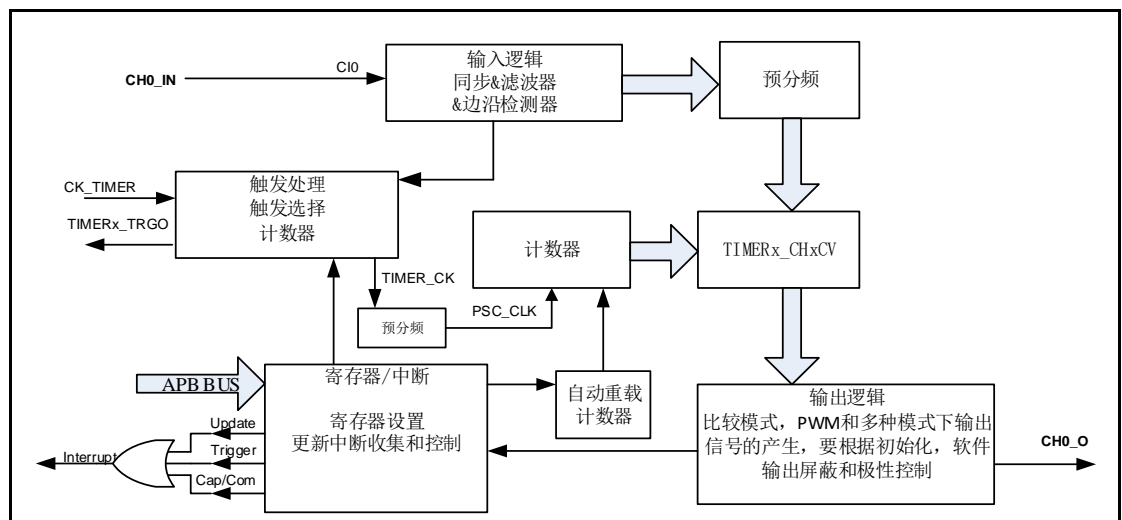 CH0_IN
CI0
输入逻辑
同步&滤波器
&边沿检测器
预分频
CK_TIMER
TIMERx_TRGO
触发处理
触发选择
计数器
计数器
TIMERx_CHxCV
TIMER_CK
预分频
PSC_CLK
APB BUS
寄存器/中断
寄存器设置
更新中断收集和控制
自动重载
计数器
输出逻辑
比较模式，PWM和多种模式下输出
信号的产生，要根据初始化，软件
输出屏蔽和极性控制
CH0_O
Update
Trigger
Cap/Com
Interrupt